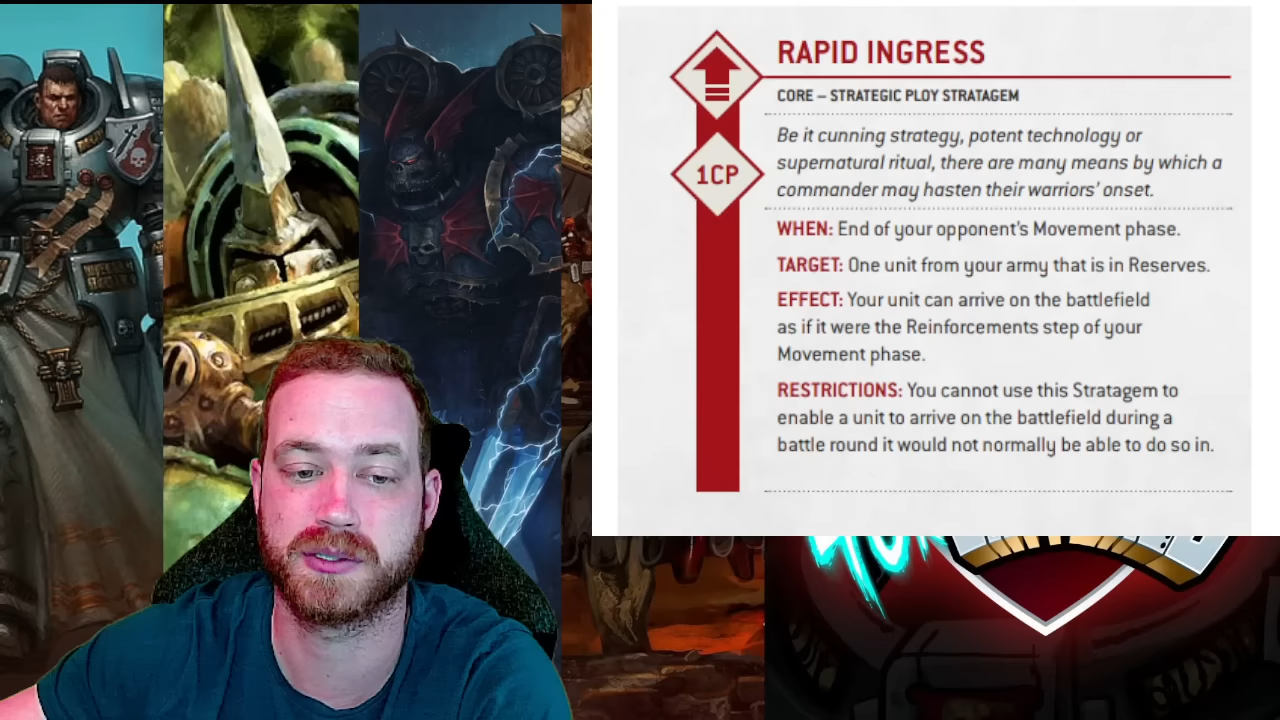 RAPID INGRESS
CORE – STRATEGIC PLOY STRATAGEM
Be it cunning strategy, potent technology or
supernatural ritual, there are many means by which a
commander may hasten their warriors’ onset.
1CP
WHEN: End of your opponent’s Movement phase.
TARGET: One unit from your army that is in Reserves.
EFFECT: Your unit can arrive on the battlefield
as if it were the Reinforcements step of your
Movement phase.
RESTRICTIONS: You cannot use this Stratagem to
enable a unit to arrive on the battlefield during a
battle round it would not normally be able to do so in.